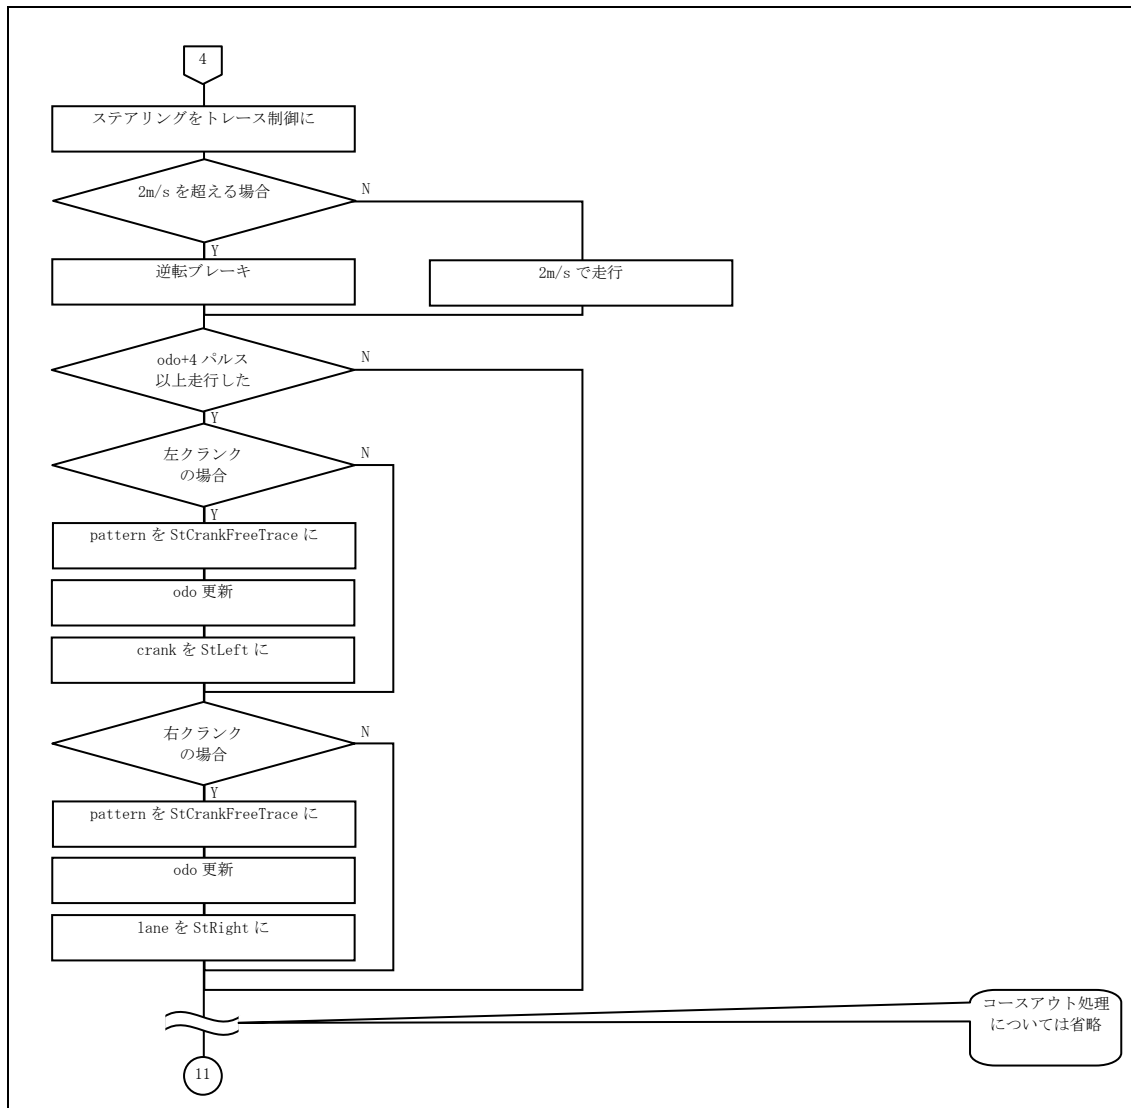 4
ステアリングをトレース制御に
2m/s を超える場合
N
Y
逆転ブレーキ
2m/s で走行
odo+4 パルス
以上走行した
N
Y
左クランク
の場合
N
Y
pattern を StCrankFreeTrace に
odo 更新
crank を StLeft に
右クランク
の場合
N
Y
pattern を StCrankFreeTrace に
odo 更新
lane を StRight に
コースアウト処理
については省略
11